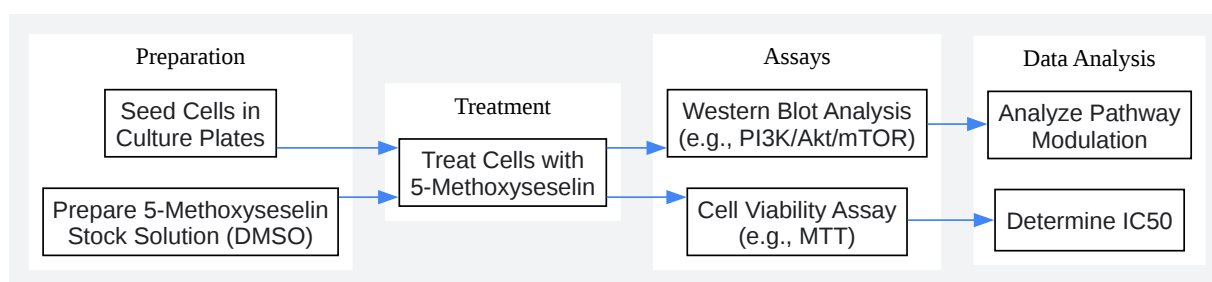 Preparation
Seed Cells in
Culture Plates
Prepare 5-Methoxyseselin
Stock Solution (DMSO)
Treatment
Treat Cells with
5-Methoxyseselin
Assays
Western Blot Analysis
(e.g., PI3K/Akt/mTOR)
Cell Viability Assay
(e.g., MTT)
Data Analysis
Analyze Pathway
Modulation
Determine IC50